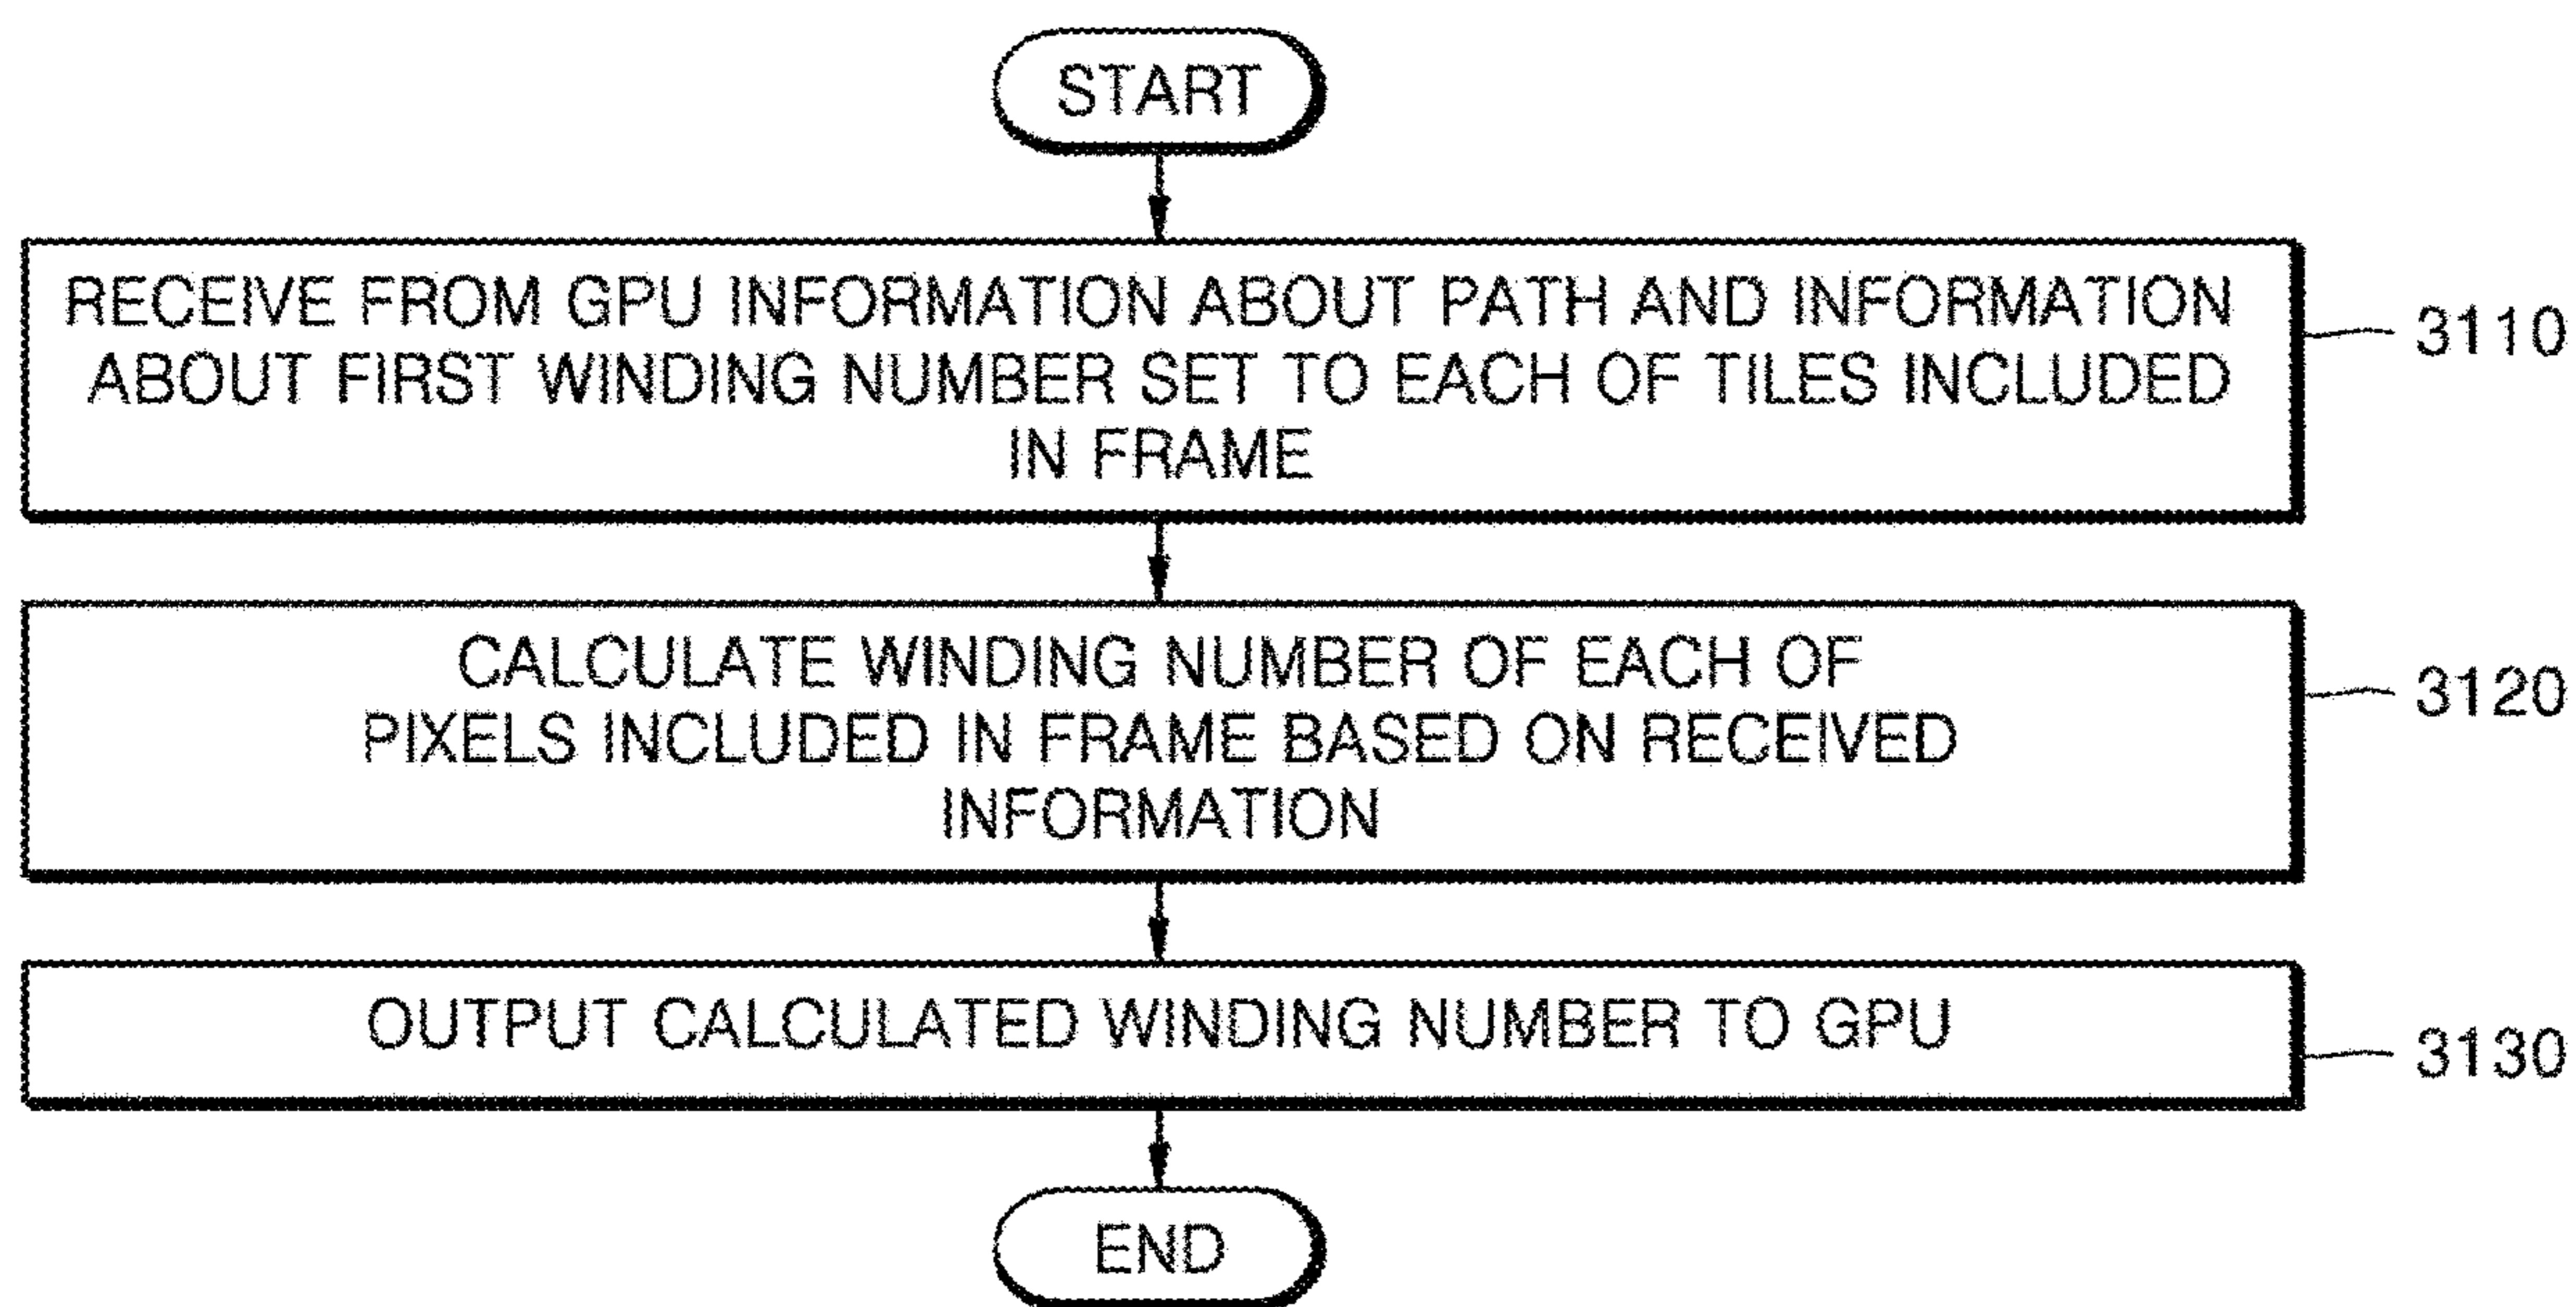 START
RECEIVE FROM GPU INFORMATION ABOUT PATH AND INFORMATION
ABOUT FIRST WINDING NUMBER SET TO EACH OF TILES INCLUDED
IN FRAME
3110
CALCULATE WINDING NUMBER OF EACH OF
PIXELS INCLUDED IN FRAME BASED ON RECEIVED
INFORMATION
3120
OUTPUT CALCULATED WINDING NUMBER TO GPU
3130
END